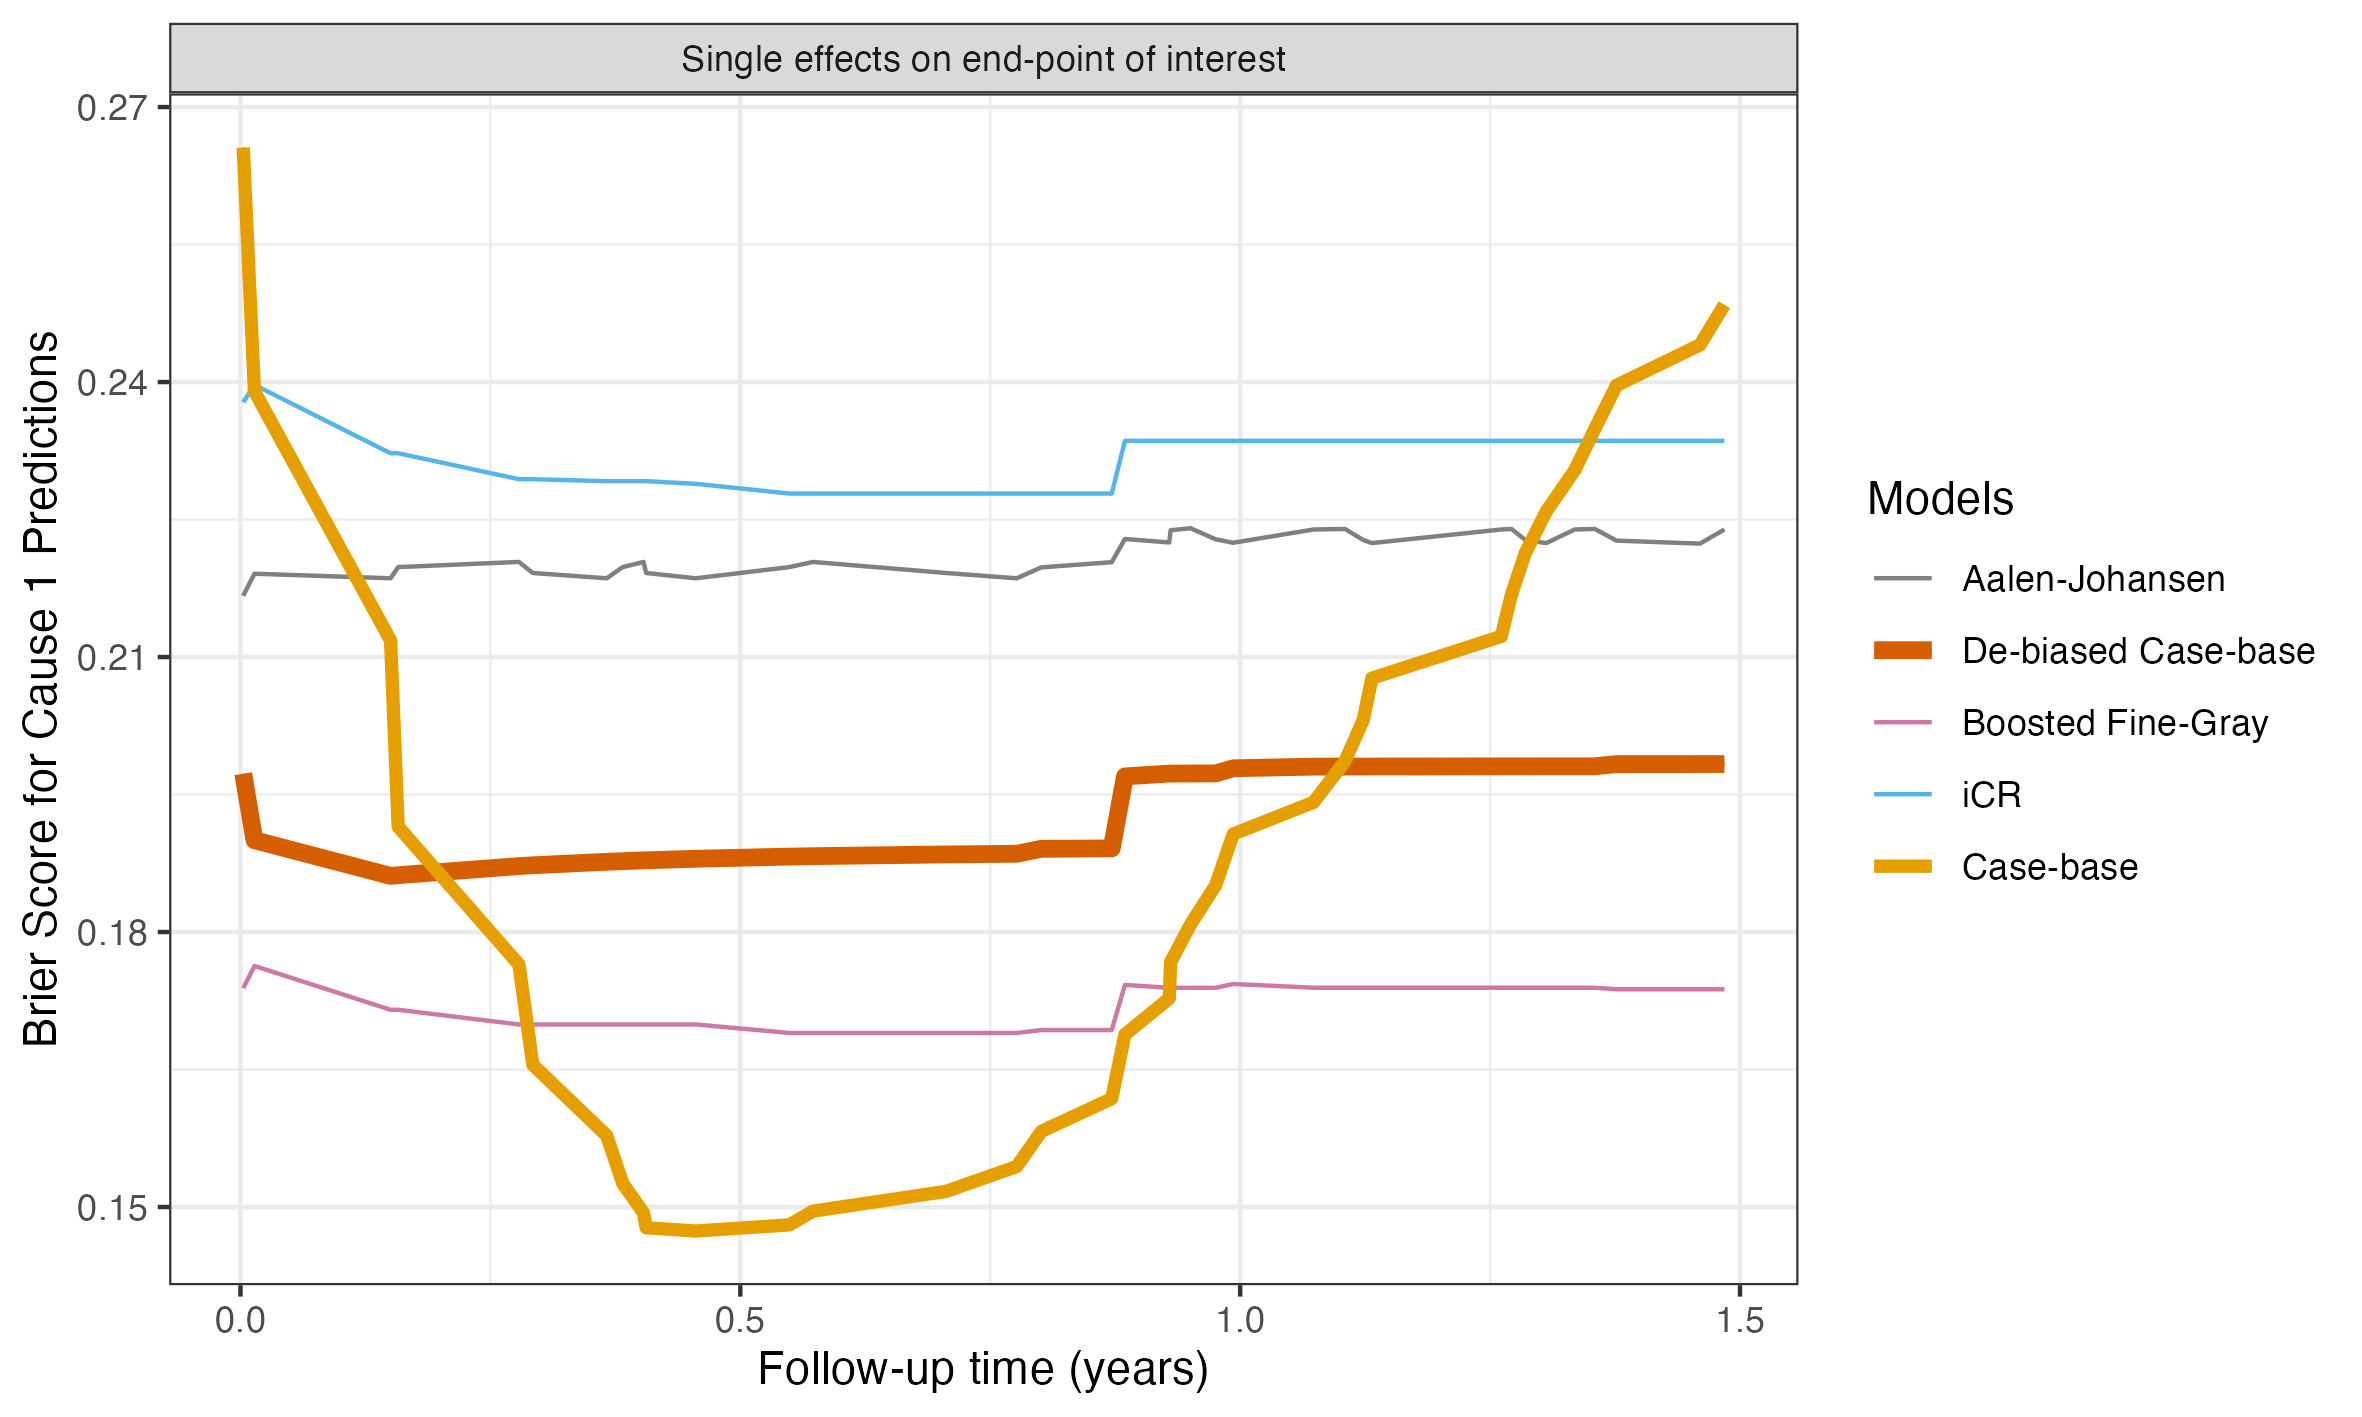 Single effects on end-point of interest
0.27
0.24
0.21
0.18
0.15
Brier Score for Cause 1 Predictions
0.0 0.5 1.0 1.5
Follow-up time (years)
Models
Aalen-Johansen
De-biased Case-base
Boosted Fine-Gray
iCR
Case-base